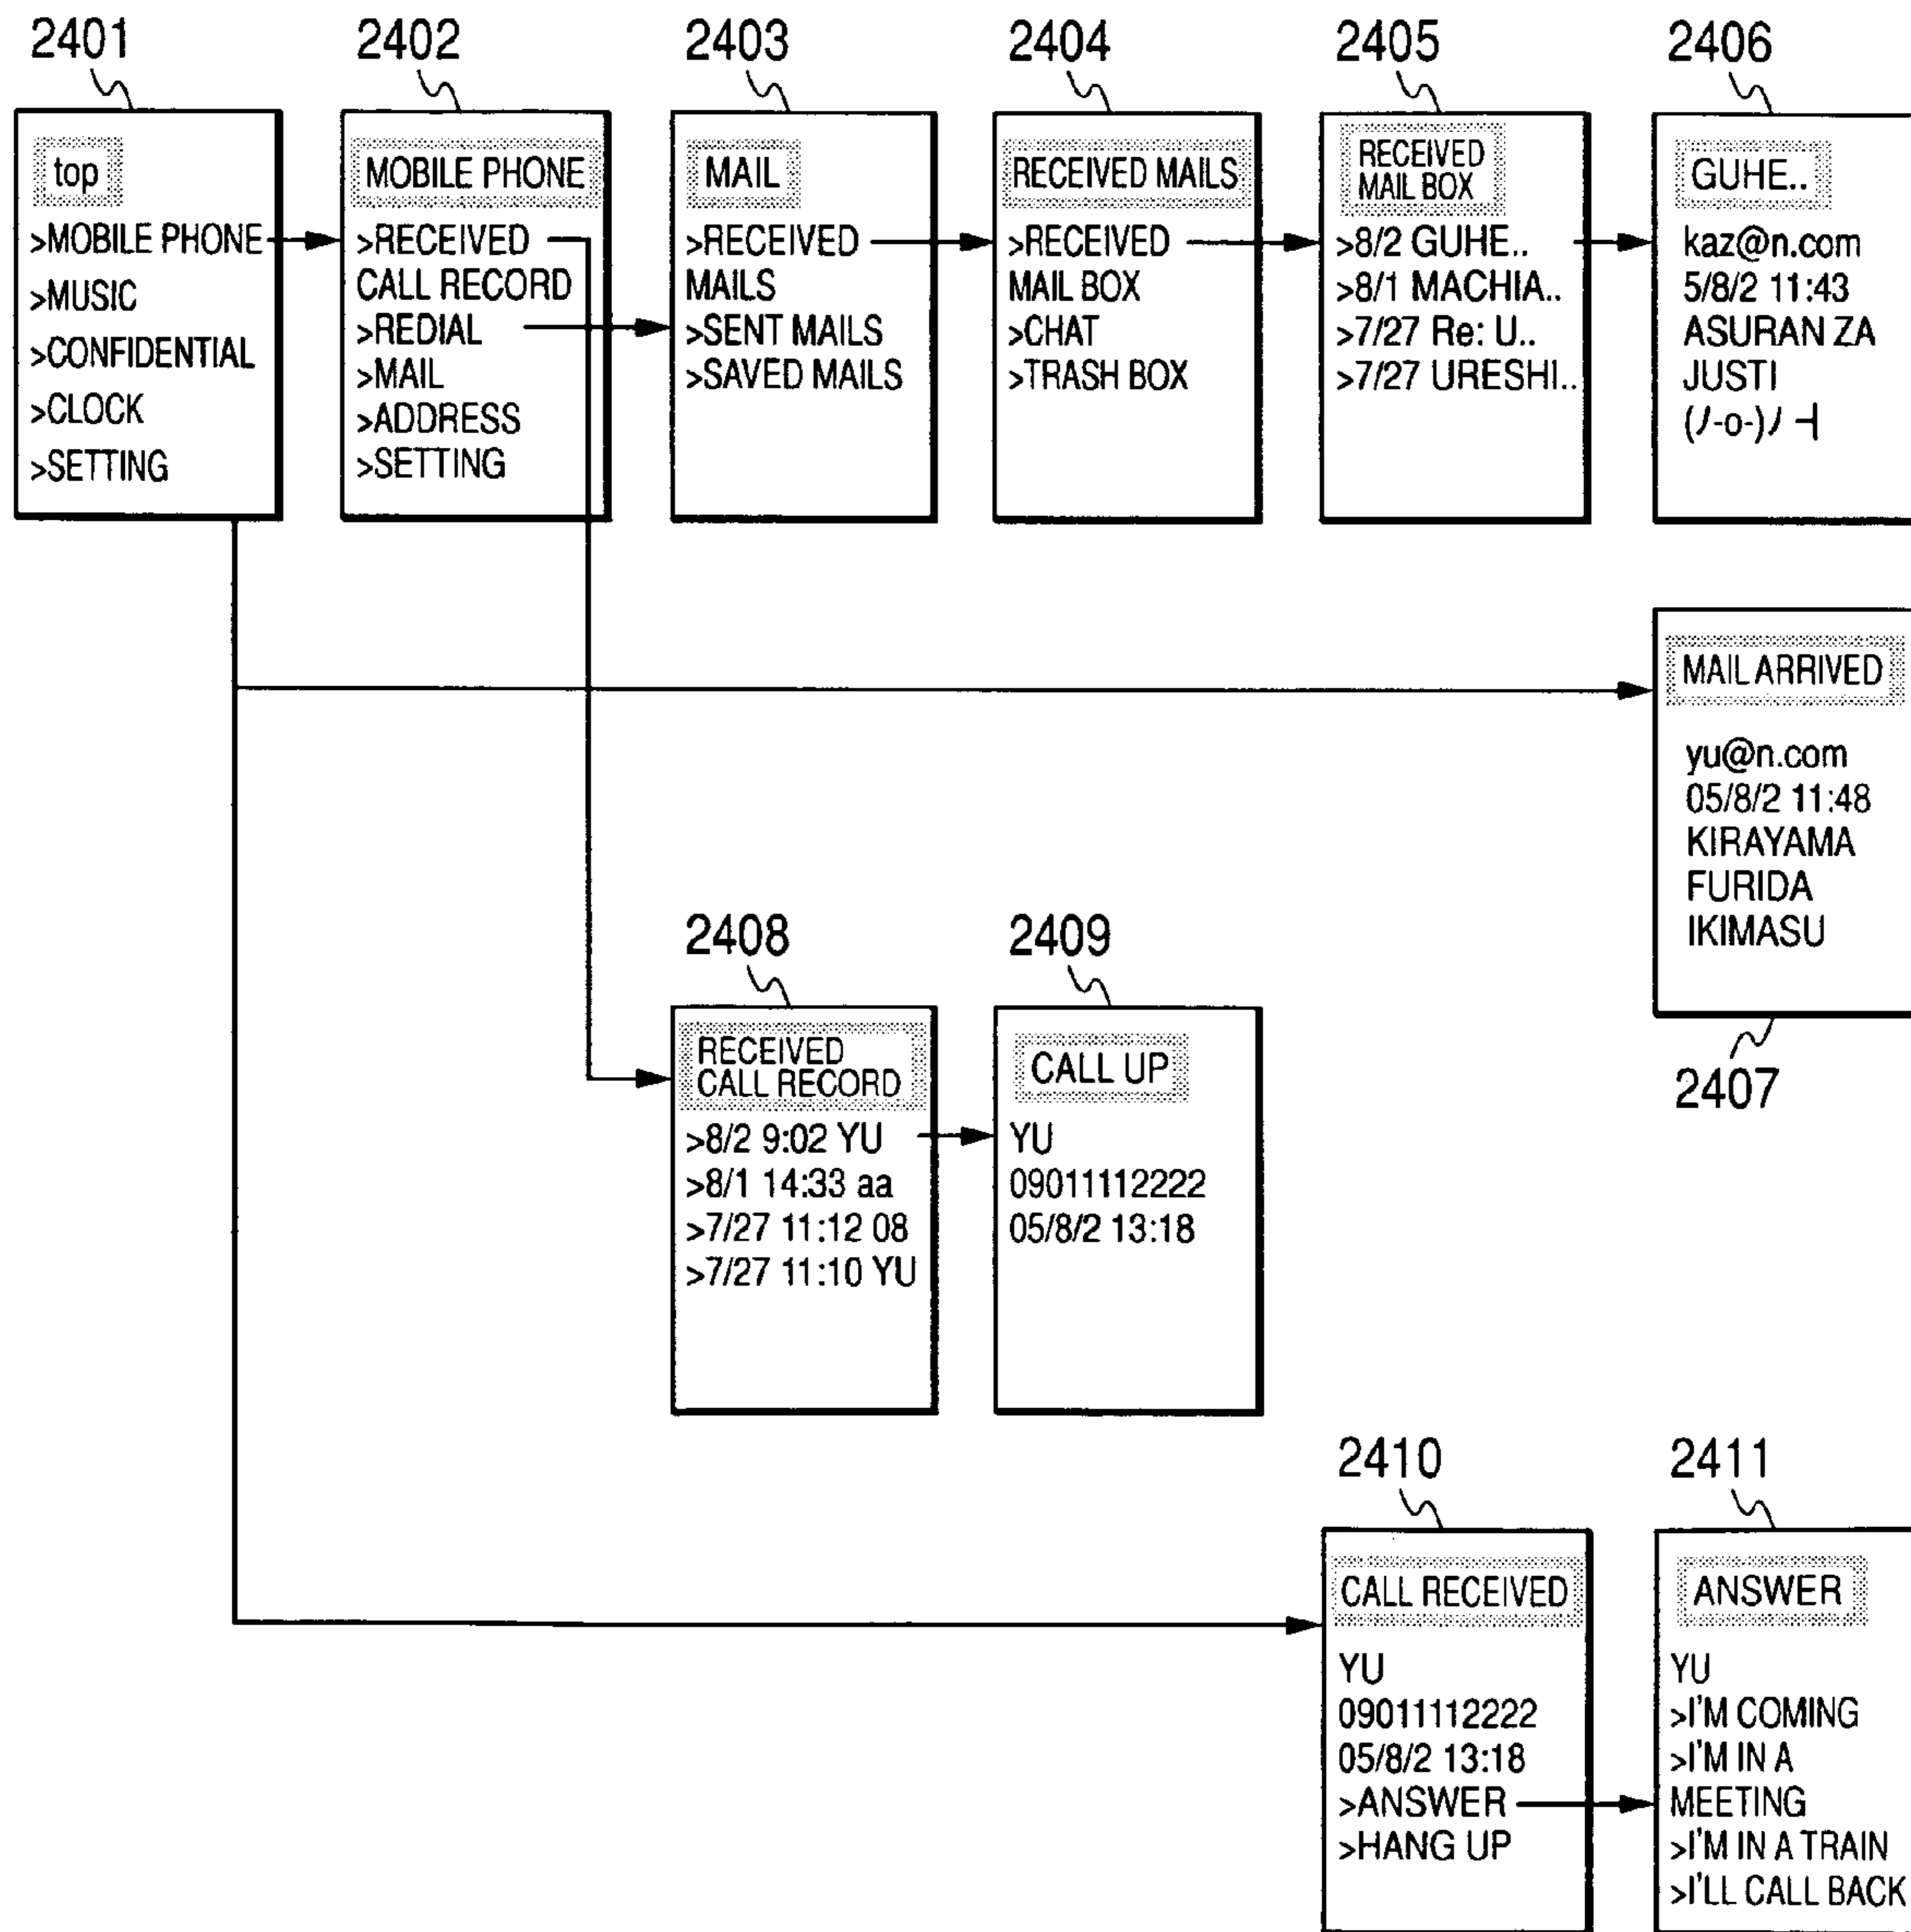 2401
2402
2403
2404
2405
2406
top
>MOBILE PHONE
>MUSIC
>CONFIDENTIAL
>CLOCK
>SETTING
MOBILE PHONE
>RECEIVED
CALL RECORD
>REDIAL
>MAIL
>ADDRESS
>SETTING
MAIL
>RECEIVED
MAILS
>SENT MAILS
>SAVED MAILS
RECEIVED MAILS
>RECEIVED
MAIL BOX
>CHAT
>TRASH BOX
RECEIVED
MAIL BOX
>8/2 GUHE..
>8/1 MACHIA..
>7/27 Re: U..
>7/27 URESHI..
GUHE..
kaz@n.com
5/8/2 11:43
ASURAN ZA
JUSTI
(ﾉ-o-)ﾉ ┤
MAIL ARRIVED
yu@n.com
05/8/2 11:48
KIRAYAMA
FURIDA
IKIMASU
2407
2408
2409
RECEIVED
CALL RECORD
>8/2 9:02 YU
>8/1 14:33 aa
>7/27 11:12 08
>7/27 11:10 YU
CALL UP
YU
09011112222
05/8/2 13:18
2410
2411
CALL RECEIVED
YU
09011112222
05/8/2 13:18
>ANSWER
>HANG UP
ANSWER
YU
>I'M COMING
>I'M IN A
MEETING
>I'M IN A TRAIN
>I'LL CALL BACK